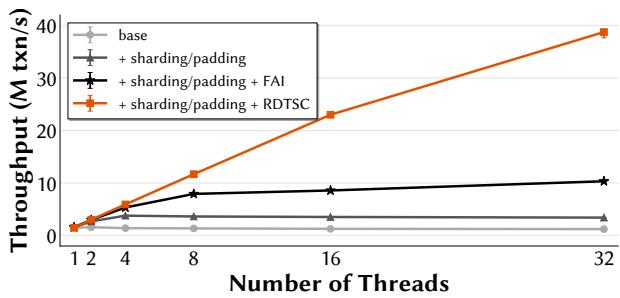 Throughput (M txn/s)
40
30
20
10
0
base
+ sharding/padding
+ sharding/padding + FAI
+ sharding/padding + RDTSC
1 2 4 8 16 32
Number of Threads